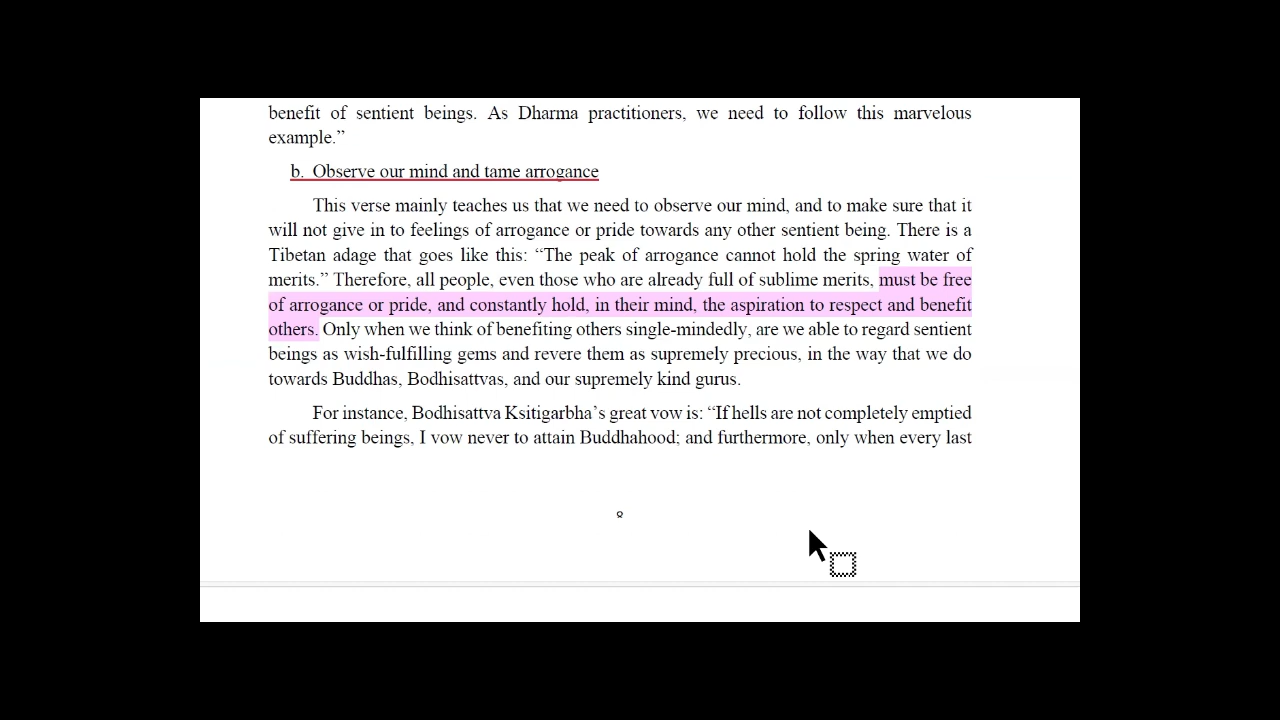 benefit of sentient beings. As Dharma practitioners, we need to follow this marvelous
example.”
b. Observe our mind and tame arrogance
This verse mainly teaches us that we need to observe our mind, and to make sure that it
will not give in to feelings of arrogance or pride towards any other sentient being. There is a
Tibetan adage that goes like this: “The peak of arrogance cannot hold the spring water of
merits.” Therefore, all people, even those who are already full of sublime merits, must be free
of arrogance or pride, and constantly hold, in their mind, the aspiration to respect and benefit
others. Only when we think of benefiting others single-mindedly, are we able to regard sentient
beings as wish-fulfilling gems and revere them as supremely precious, in the way that we do
towards Buddhas, Bodhisattvas, and our supremely kind gurus.
For instance, Bodhisattva Ksitigarbha’s great vow is: “If hells are not completely emptied
of suffering beings, I vow never to attain Buddhahood; and furthermore, only when every last